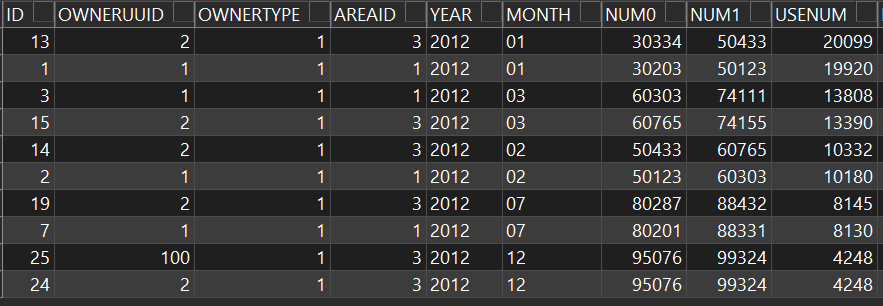 ID OWNERUUID OWNERTYPE AREAID YEAR MONTH NUM0 NUM1 USENUM
13 2 1 3 2012 01 30334 50433 20099
1 1 1 1 2012 01 30203 50123 19920
3 1 1 1 2012 03 60303 74111 13808
15 2 1 3 2012 03 60765 74155 13390
14 2 1 3 2012 02 50433 60765 10332
2 1 1 1 2012 02 50123 60303 10180
19 2 1 3 2012 07 80287 88432 8145
7 1 1 1 2012 07 80201 88331 8130
25 100 1 3 2012 12 95076 99324 4248
24 2 1 3 2012 12 95076 99324 4248